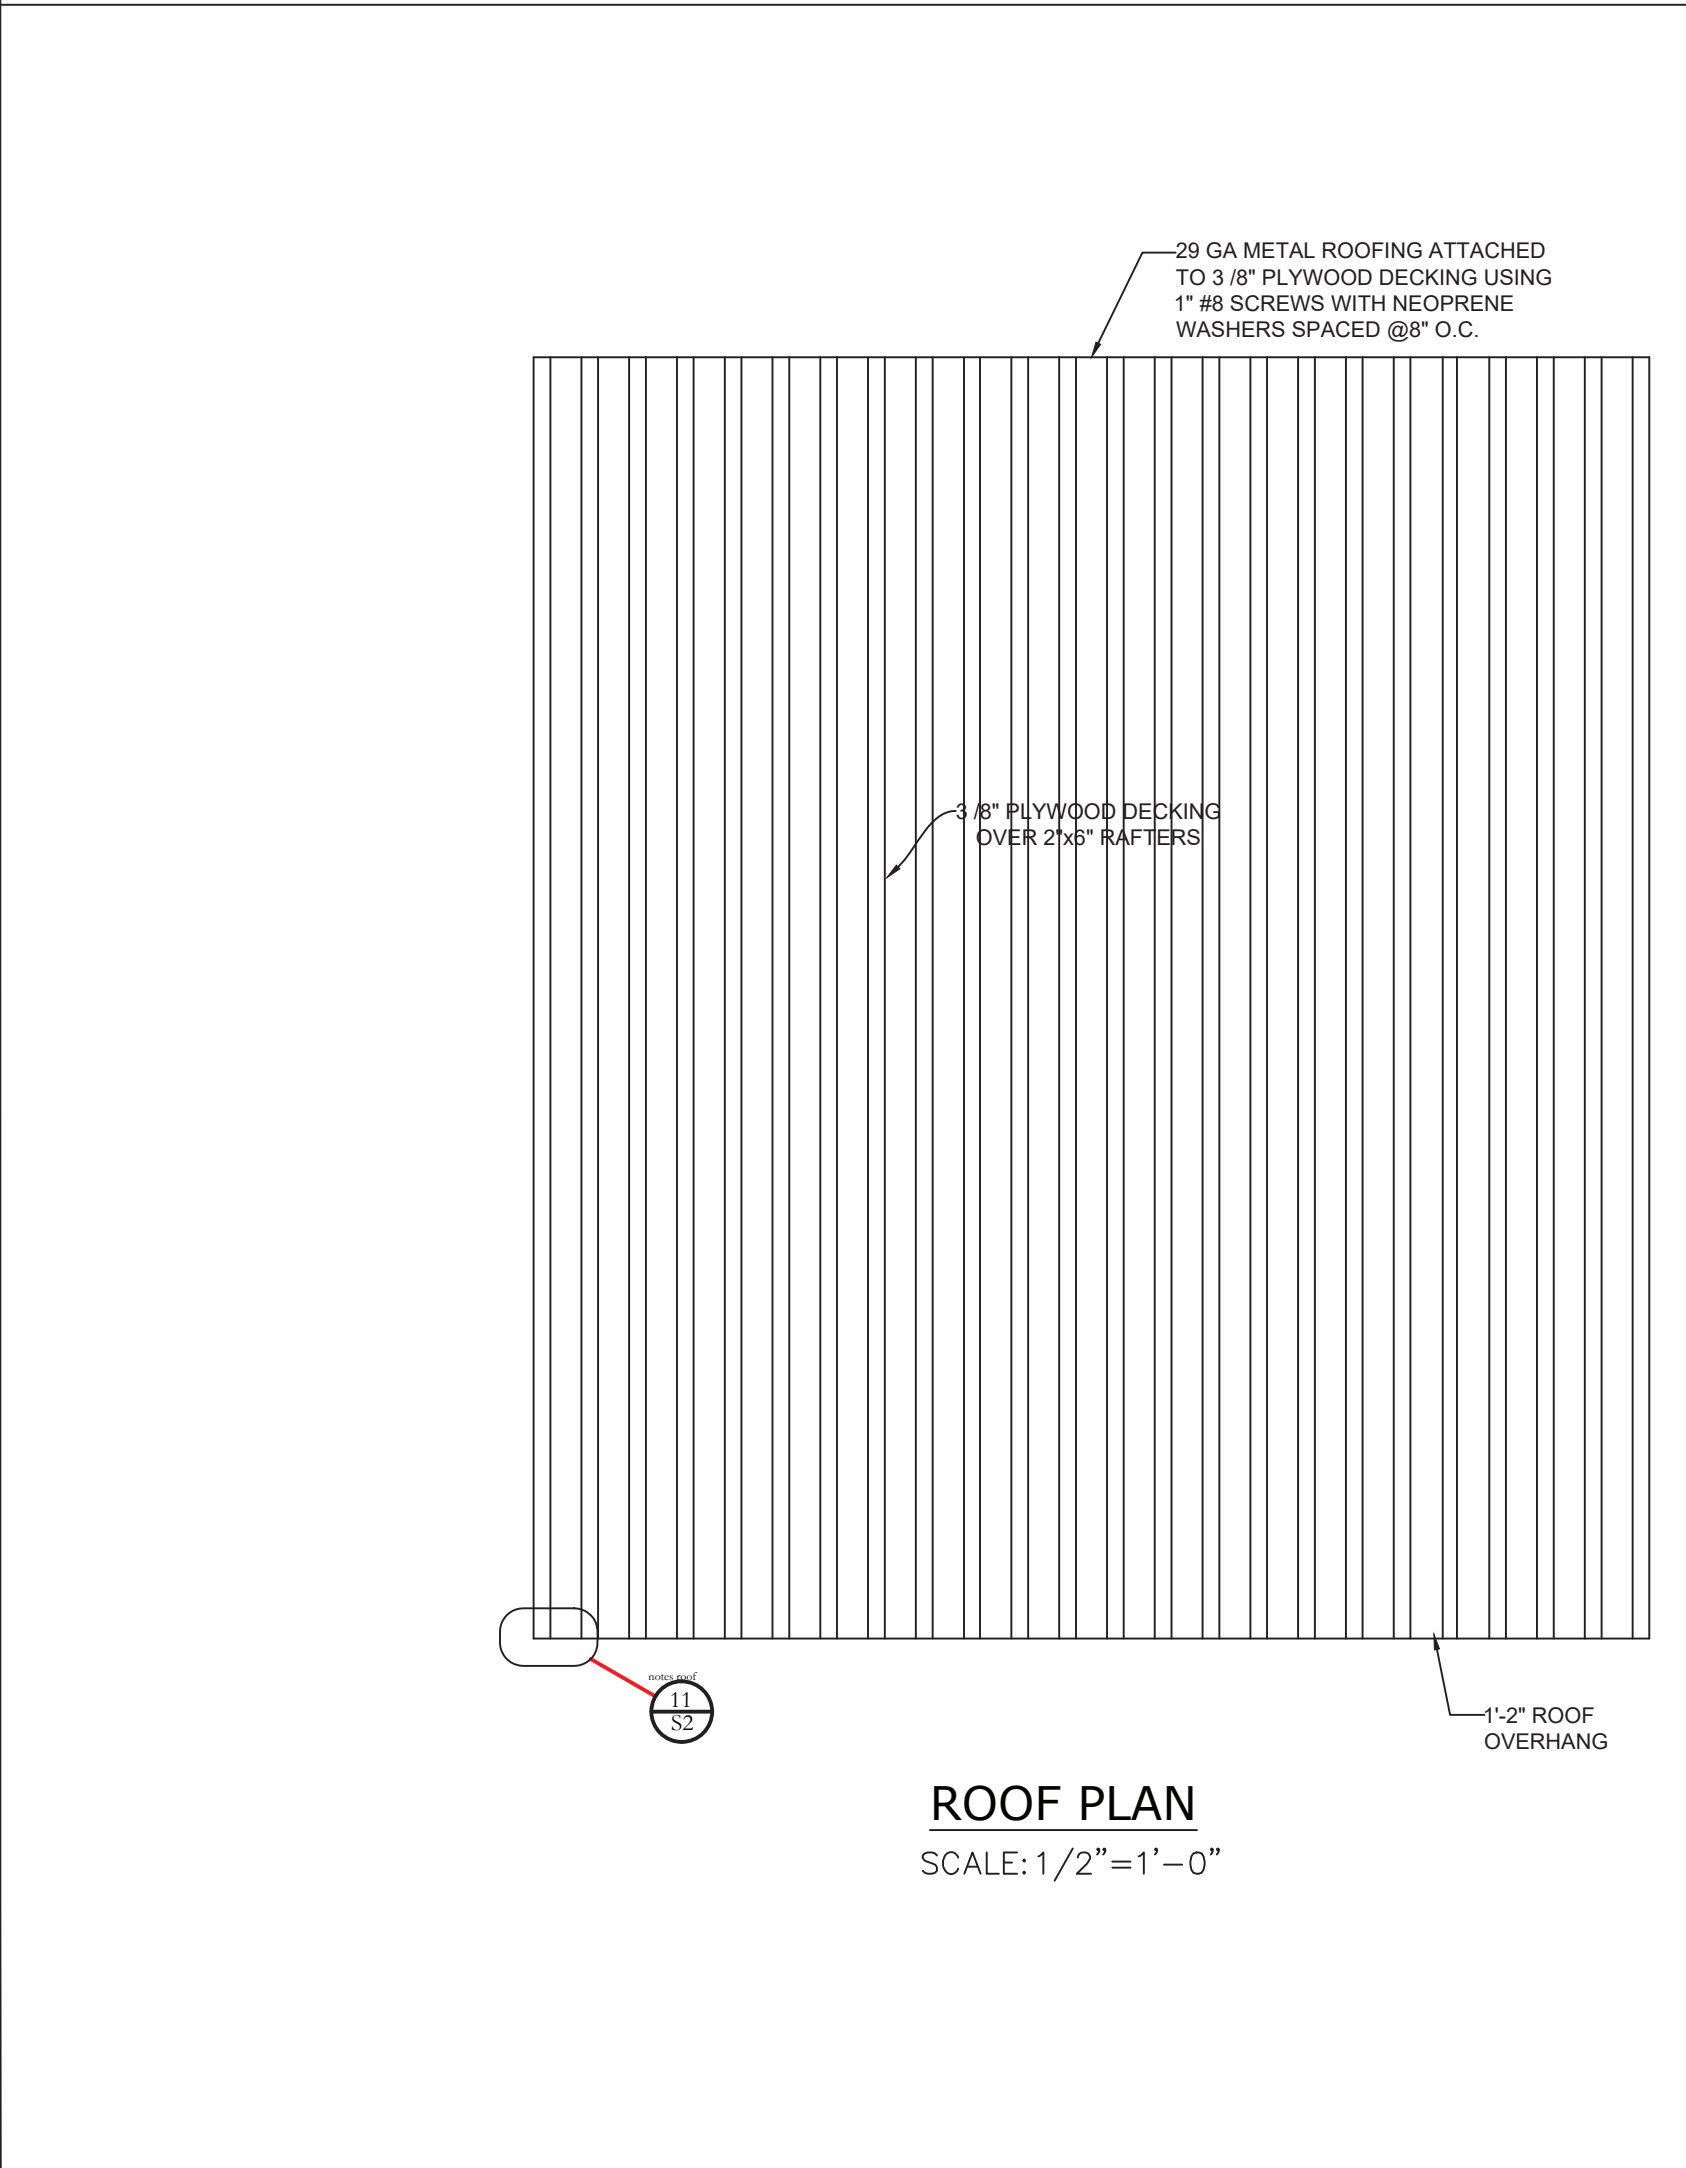 29 GA METAL ROOFING ATTACHED
TO 3 /8" PLYWOOD DECKING USING
1" #8 SCREWS WITH NEOPRENE
WASHERS SPACED @8" O.C.
3 /8" PLYWOOD DECKING
OVER 2"x6" RAFTERS
notes roof
11
S2
1'-2" ROOF
OVERHANG
ROOF PLAN
SCALE: 1/2”=1’-0”